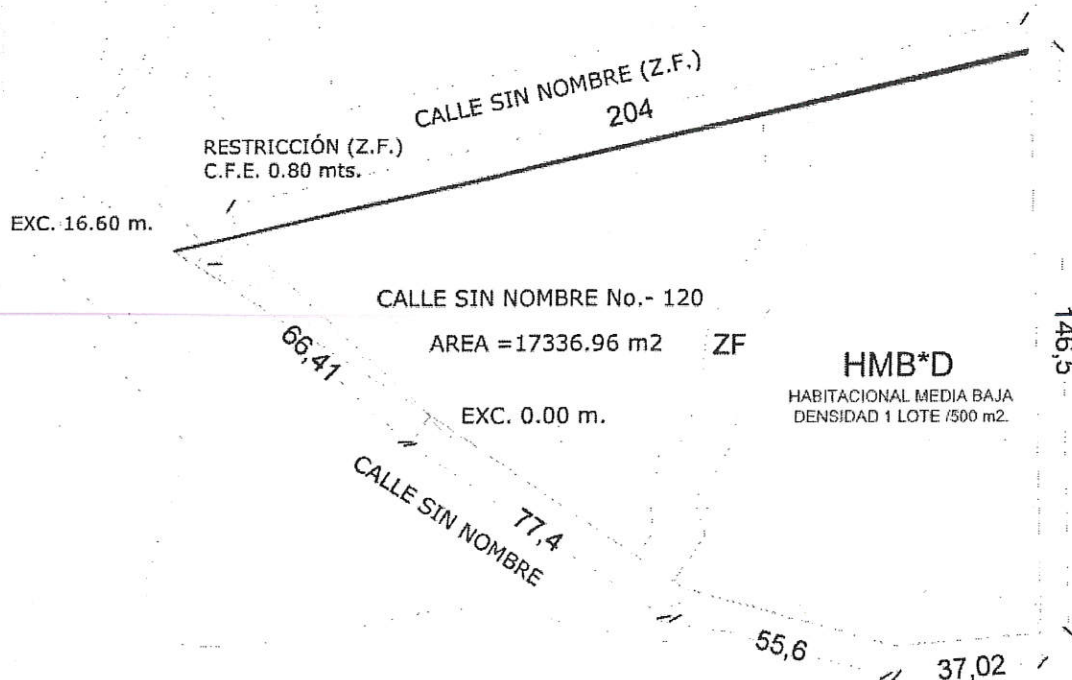 CALLE SIN NOMBRE (Z.F.)
204
RESTRICCIÓN (Z.F.)
C.F.E. 0.80 mts.
EXC. 16.60 m.
CALLE SIN NOMBRE No.- 120
AREA =17336.96 m2
ZF
EXC. 0.00 m.
HMB*D
HABITACIONAL MEDIA BAJA
DENSIDAD 1 LOTE /500 m2.
146,5
66,41
CALLE SIN NOMBRE
77,4
55,6
37,02